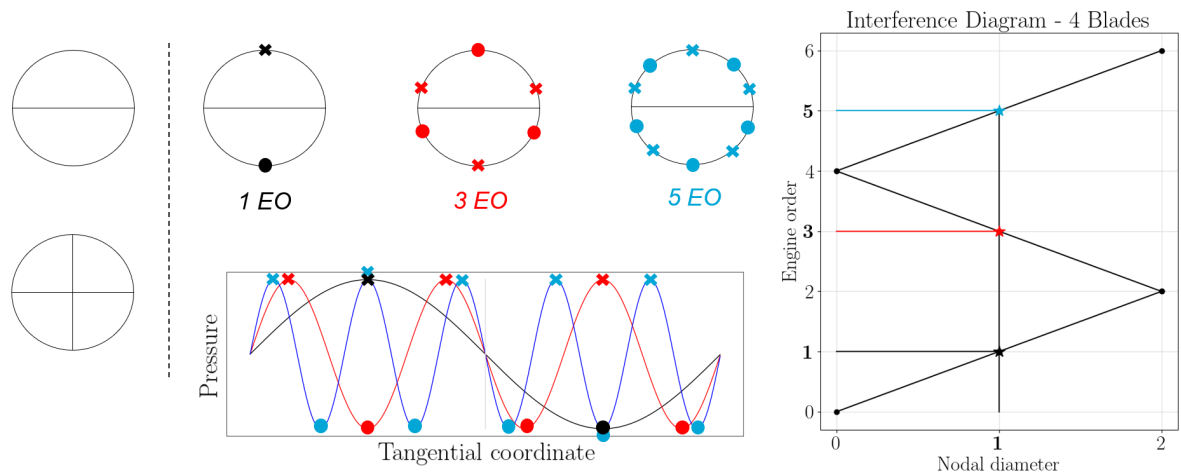 1 EO
3 EO
5 EO
Pressure
Tangential coordinate
Interference Diagram - 4 Blades
Engine order
6
5
4
3
2
1
0
0
1
2
Nodal diameter